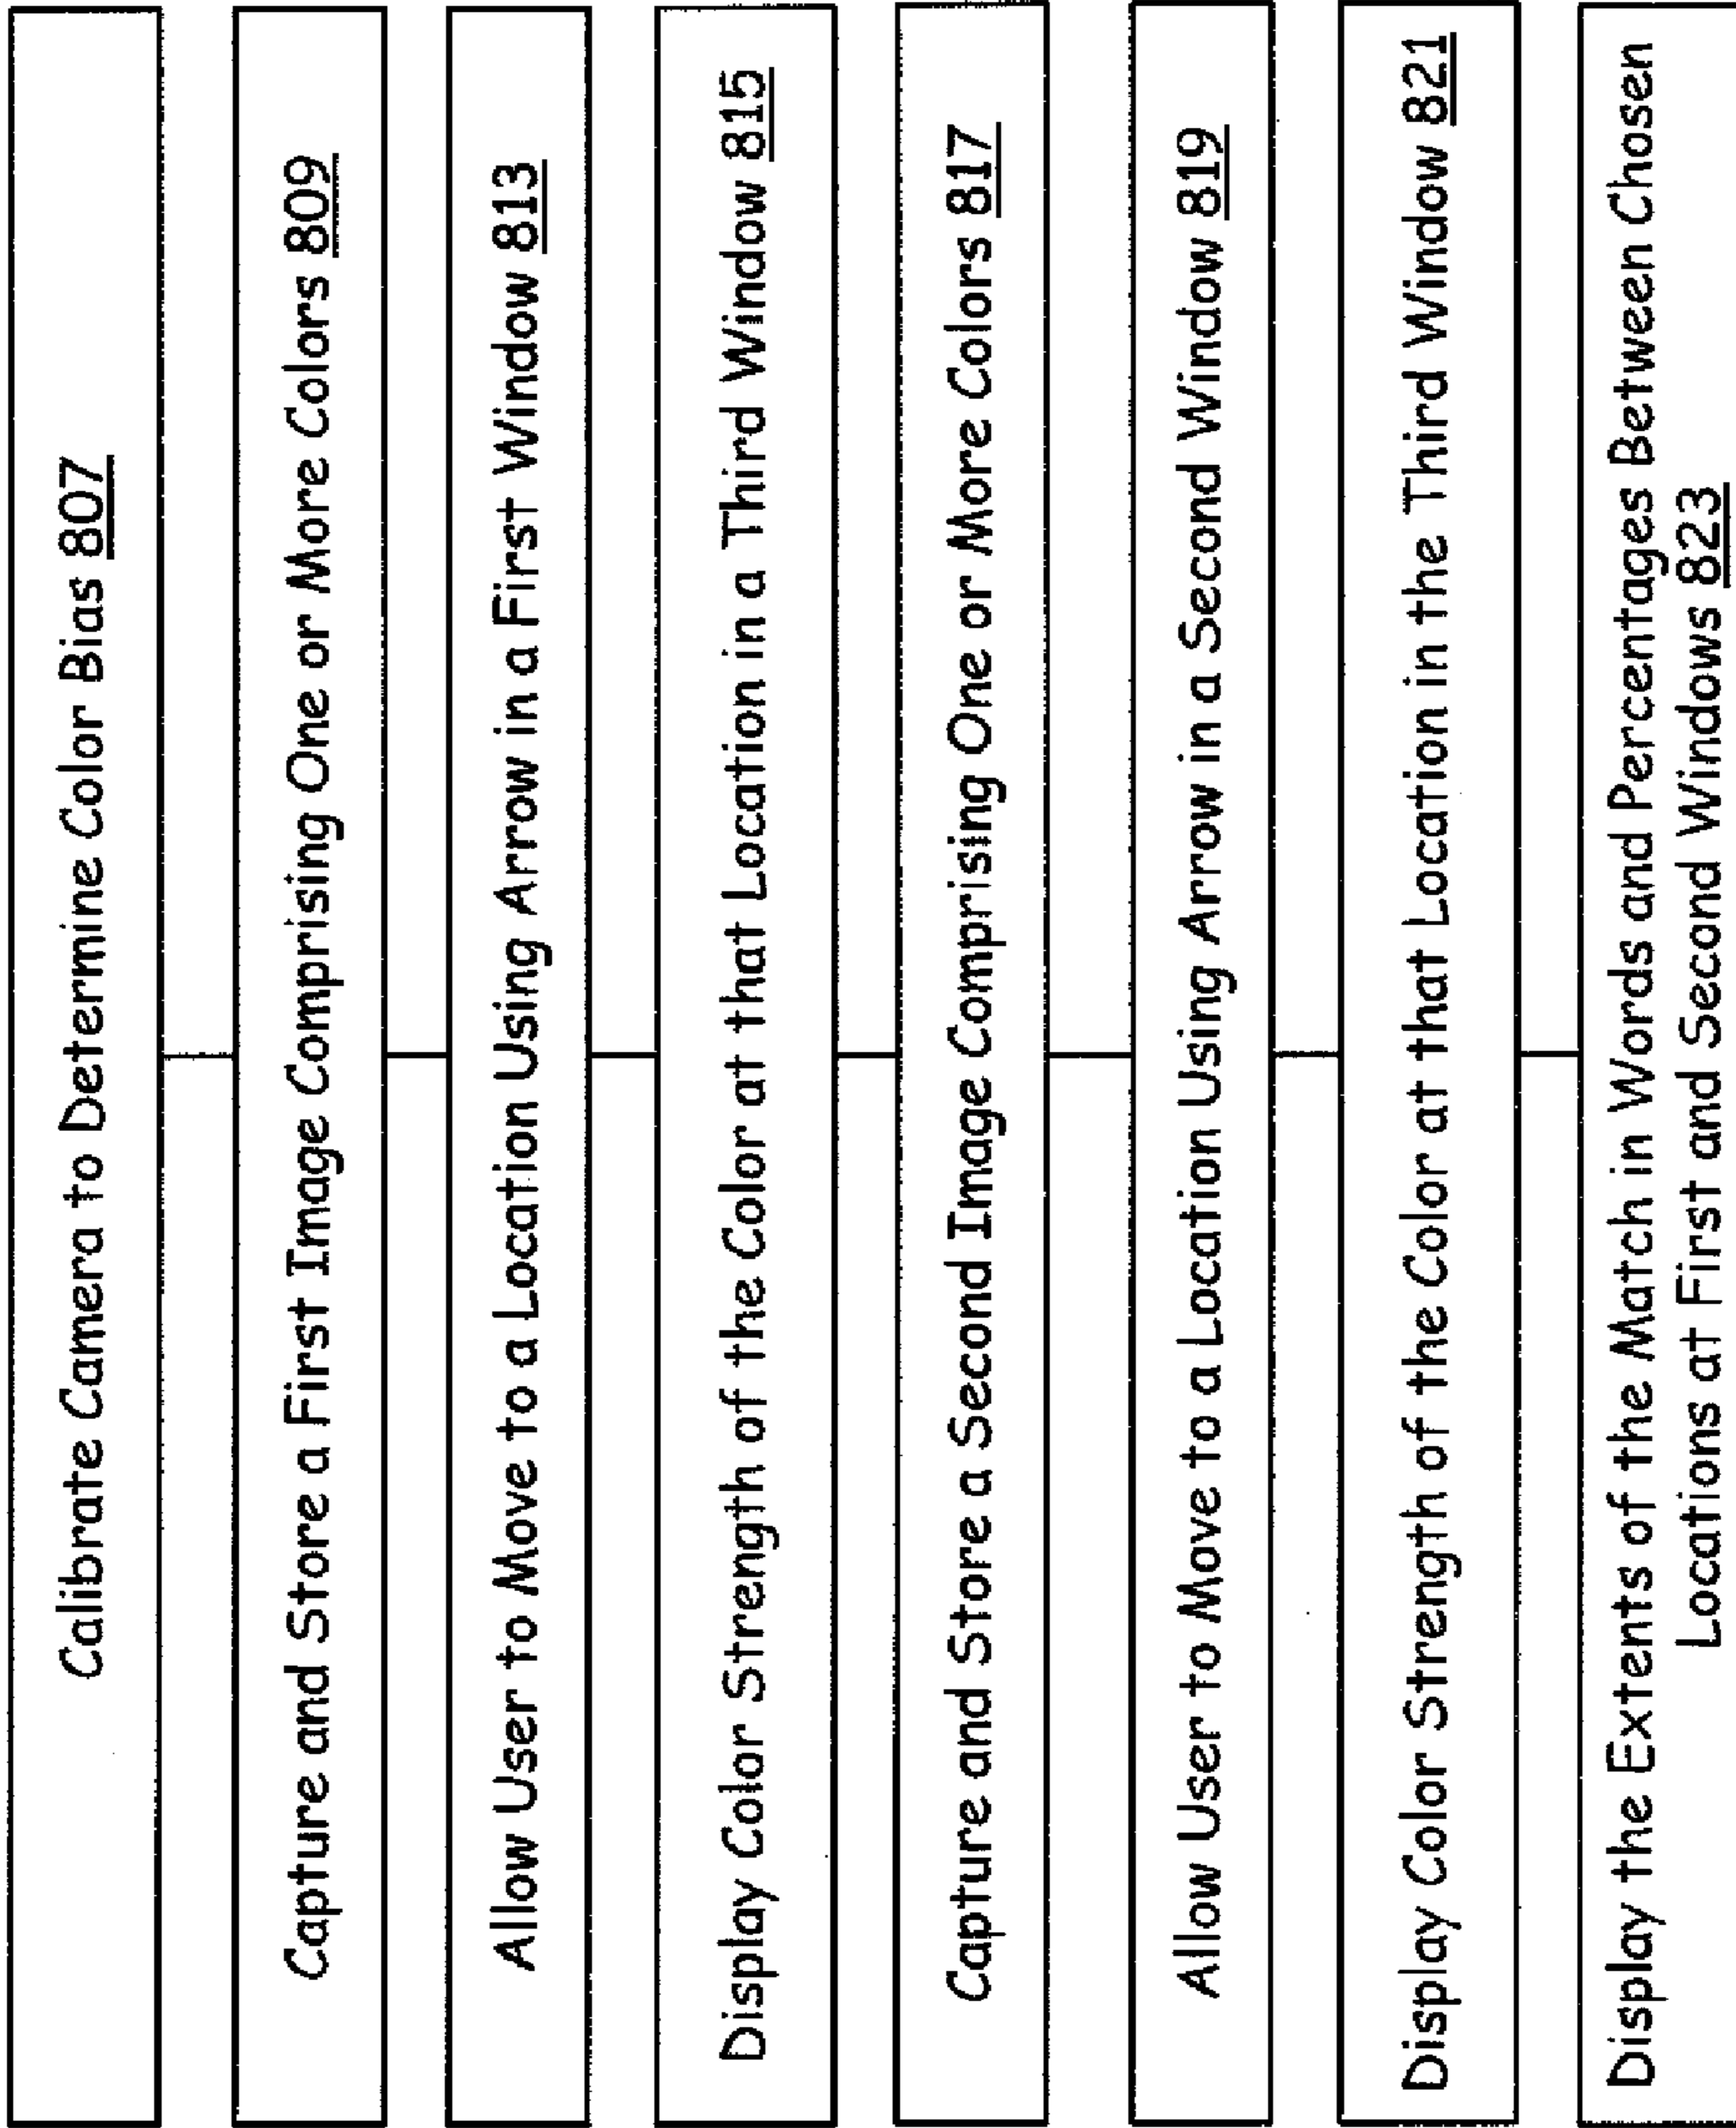 Calibrate Camera to Determine Color Bias 807
Capture and Store a First Image Comprising One or More Colors 809
Allow User to Move to a Location Using Arrow in a First Window 813
Display Color Strength of the Color at that Location in a Third Window 815
Capture and Store a Second Image Comprising One or More Colors 817
Allow User to Move to a Location Using Arrow in a Second Window 819
Display Color Strength of the Color at that Location in the Third Window 821
Display the Extents of the Match in Words and Percentages Between Chosen
Locations at First and Second Windows 823